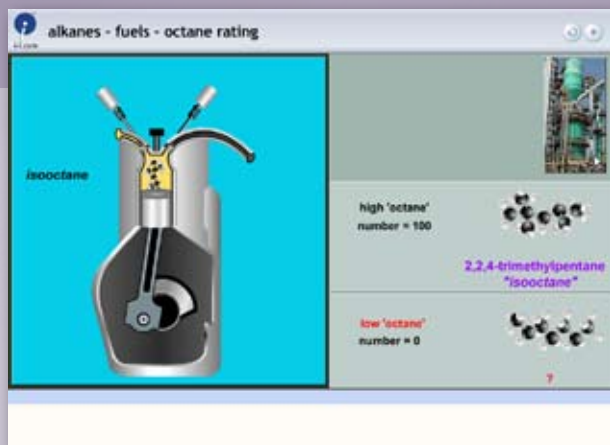 alkanes - fuels - octane rating
isooctane
high 'octane'
number = 100
2,2,4-trimethylpentane
"isooctane"
low 'octane'
number = 0
?